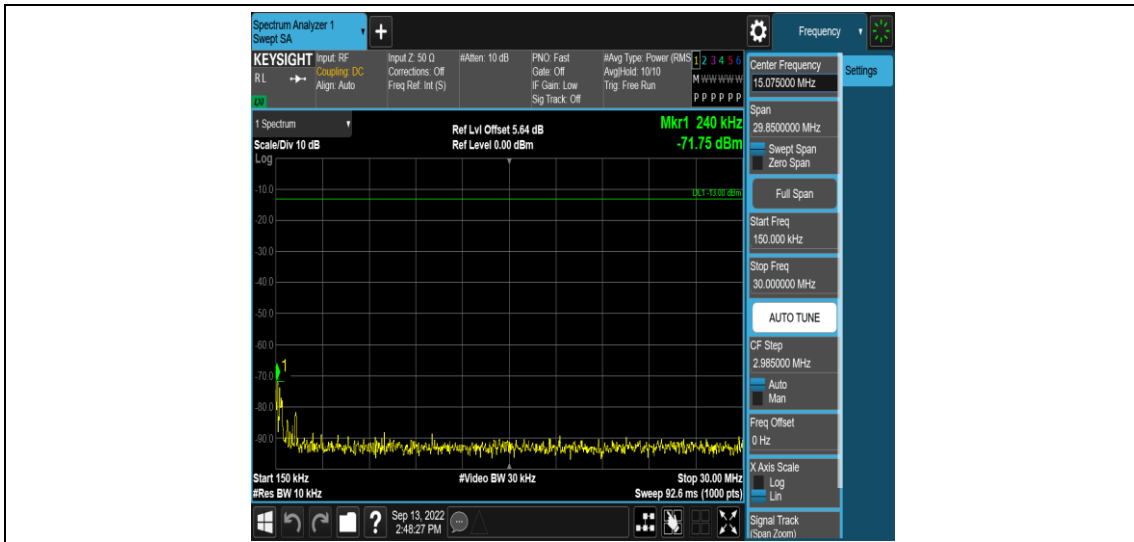 Spectrum Analyzer 1
Swept SA
+
Frequency
KEYSIGHT
RL
LM
Input: RF
Coupling: DC
Align: Auto
Input Z: 50 Ω
Corrections: Off
Freq Ref: Int (S)
#Atten: 10 dB
PNO: Fast
Gate: Off
IF Gain: Low
Sig Track: Off
#Avg Type: Power (RMS
Avg|Hold: 10/10
Trig: Free Run
1 2 3 4 5 6
M W W W W W
P P P P P P
1 Spectrum
Scale/Div 10 dB
Log
Ref Lvl Offset 5.64 dB
Ref Level 0.00 dBm
Mkr1 240 kHz
-71.75 dBm
DL1 -13.00 dBm
-10.0
-20.0
-30.0
-40.0
-50.0
-60.0
-70.0
-80.0
-90.0
1
Start 150 kHz
#Res BW 10 kHz
#Video BW 30 kHz
Stop 30.00 MHz
Sweep 92.6 ms (1000 pts)
?
Sep 13, 2022
2:48:27 PM
Center Frequency
15.075000 MHz
Settings
Span
29.8500000 MHz
Swept Span
Zero Span
Full Span
Start Freq
150.000 kHz
Stop Freq
30.000000 MHz
AUTO TUNE
CF Step
2.985000 MHz
Auto
Man
Freq Offset
0 Hz
X Axis Scale
Log
Lin
Signal Track
(Span Zoom)